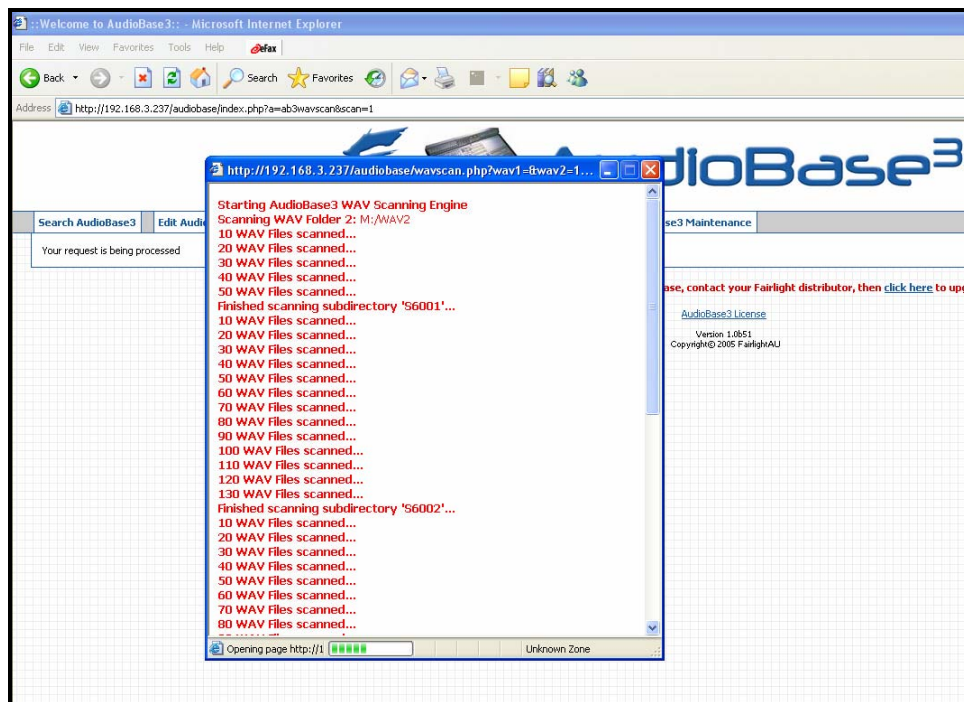 ::Welcome to AudioBase3:: - Microsoft Internet Explorer
File Edit View Favorites Tools Help eFax
Back Search Favorites
Address http://192.168.3.237/audiobase/index.php?a=ab3wavscan&scan=1
dioBase3
http://192.168.3.237/audiobase/wavscan.php?wav1=&wav2=1...
Search AudioBase3 Edit Audi se3 Maintenance
Your request is being processed
Starting AudioBase3 WAV Scanning Engine
Scanning WAV Folder 2: M:/WAV2
10 WAV Files scanned...
20 WAV Files scanned...
30 WAV Files scanned...
40 WAV Files scanned...
50 WAV Files scanned...
Finished scanning subdirectory 'S6001'...
10 WAV Files scanned...
20 WAV Files scanned...
30 WAV Files scanned...
40 WAV Files scanned...
50 WAV Files scanned...
60 WAV Files scanned...
70 WAV Files scanned...
80 WAV Files scanned...
90 WAV Files scanned...
100 WAV Files scanned...
110 WAV Files scanned...
120 WAV Files scanned...
130 WAV Files scanned...
Finished scanning subdirectory 'S6002'...
10 WAV Files scanned...
20 WAV Files scanned...
30 WAV Files scanned...
40 WAV Files scanned...
50 WAV Files scanned...
60 WAV Files scanned...
70 WAV Files scanned...
80 WAV Files scanned...
Opening page http://1 Unknown Zone
ase, contact your Fairlight distributor, then click here to upg
AudioBase3 License
Version 1.0b51
Copyright© 2005 FairlightAU